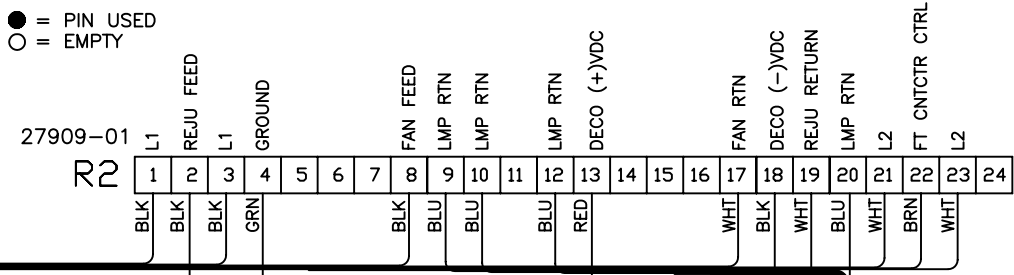 ● = PIN USED
○ = EMPTY
L1 REJU FEED L1 GROUND FAN FEED LMP RTN LMP RTN LMP RTN DECO (+)VDC FAN RTN DECO (-)VDC REJU RETURN LMP RTN L2 FT CNTCTR CTRL L2
27909-01
R2 1 2 3 4 5 6 7 8 9 10 11 12 13 14 15 16 17 18 19 20 21 22 23 24
BLK BLK BLK GRN BLK BLU BLU BLU RED WHT BLK WHT BLU WHT BRN WHT